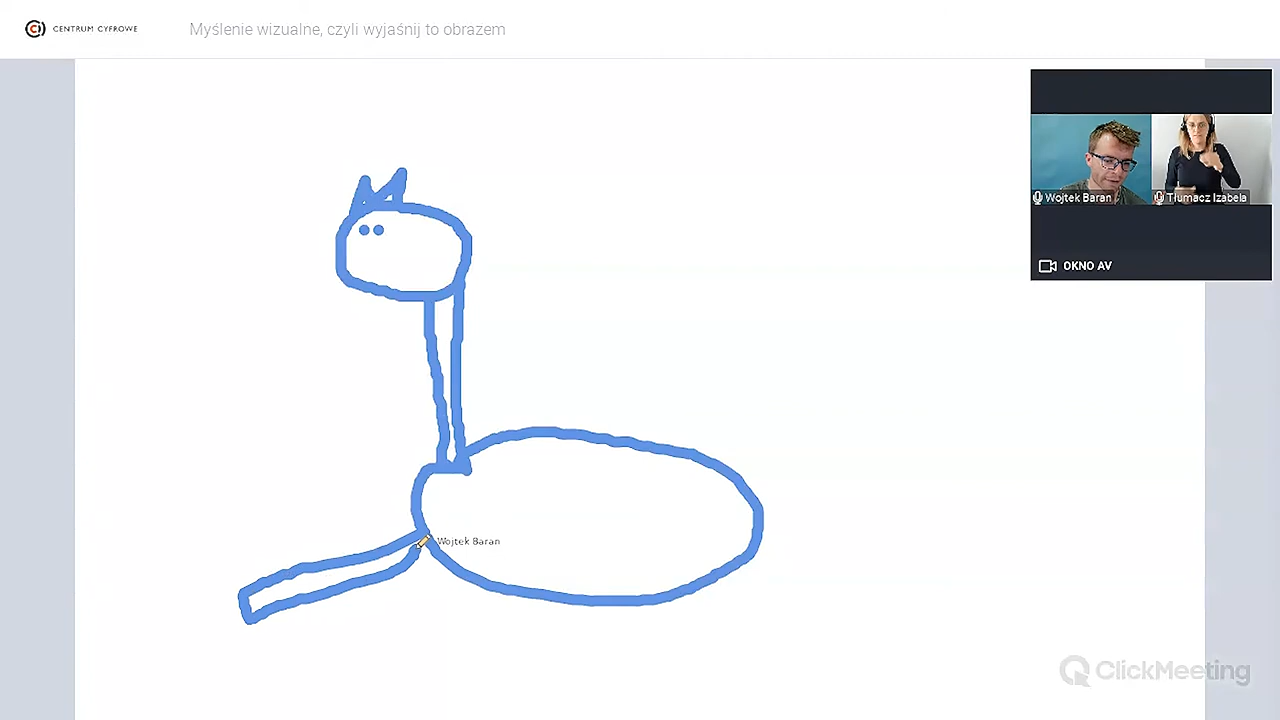 CENTRUM CYFROWE
Myślenie wizualne, czyli wyjaśnij to obrazem
Wojtek Baran
Tłumacz Izabela
OKNO AV
Wojtek Baran
ClickMeeting